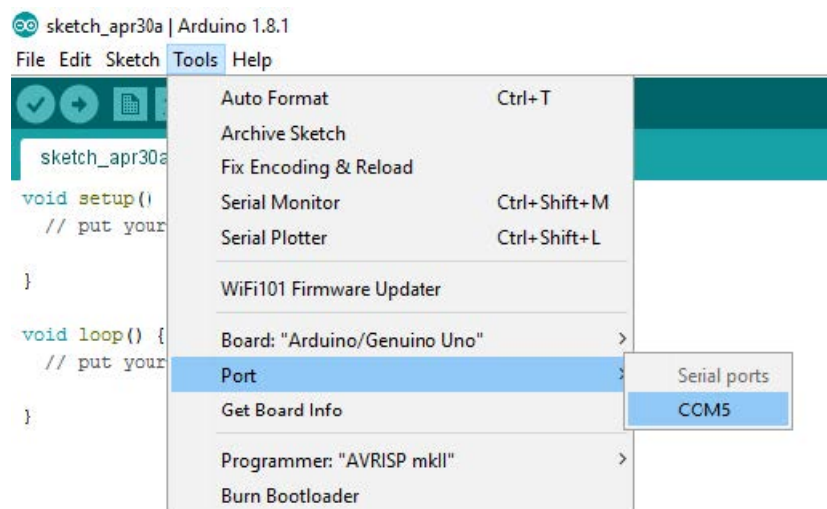 sketch_apr30a | Arduino 1.8.1
File Edit Sketch Tools Help
Auto Format Ctrl+T
Archive Sketch
sketch_apr30a
Fix Encoding & Reload
void setup()
Serial Monitor Ctrl+Shift+M
// put your
Serial Plotter Ctrl+Shift+L
}
WiFi101 Firmware Updater
void loop() {
Board: "Arduino/Genuino Uno"
// put your
Port
Serial ports
}
Get Board Info
COM5
Programmer: "AVRISP mkII"
Burn Bootloader